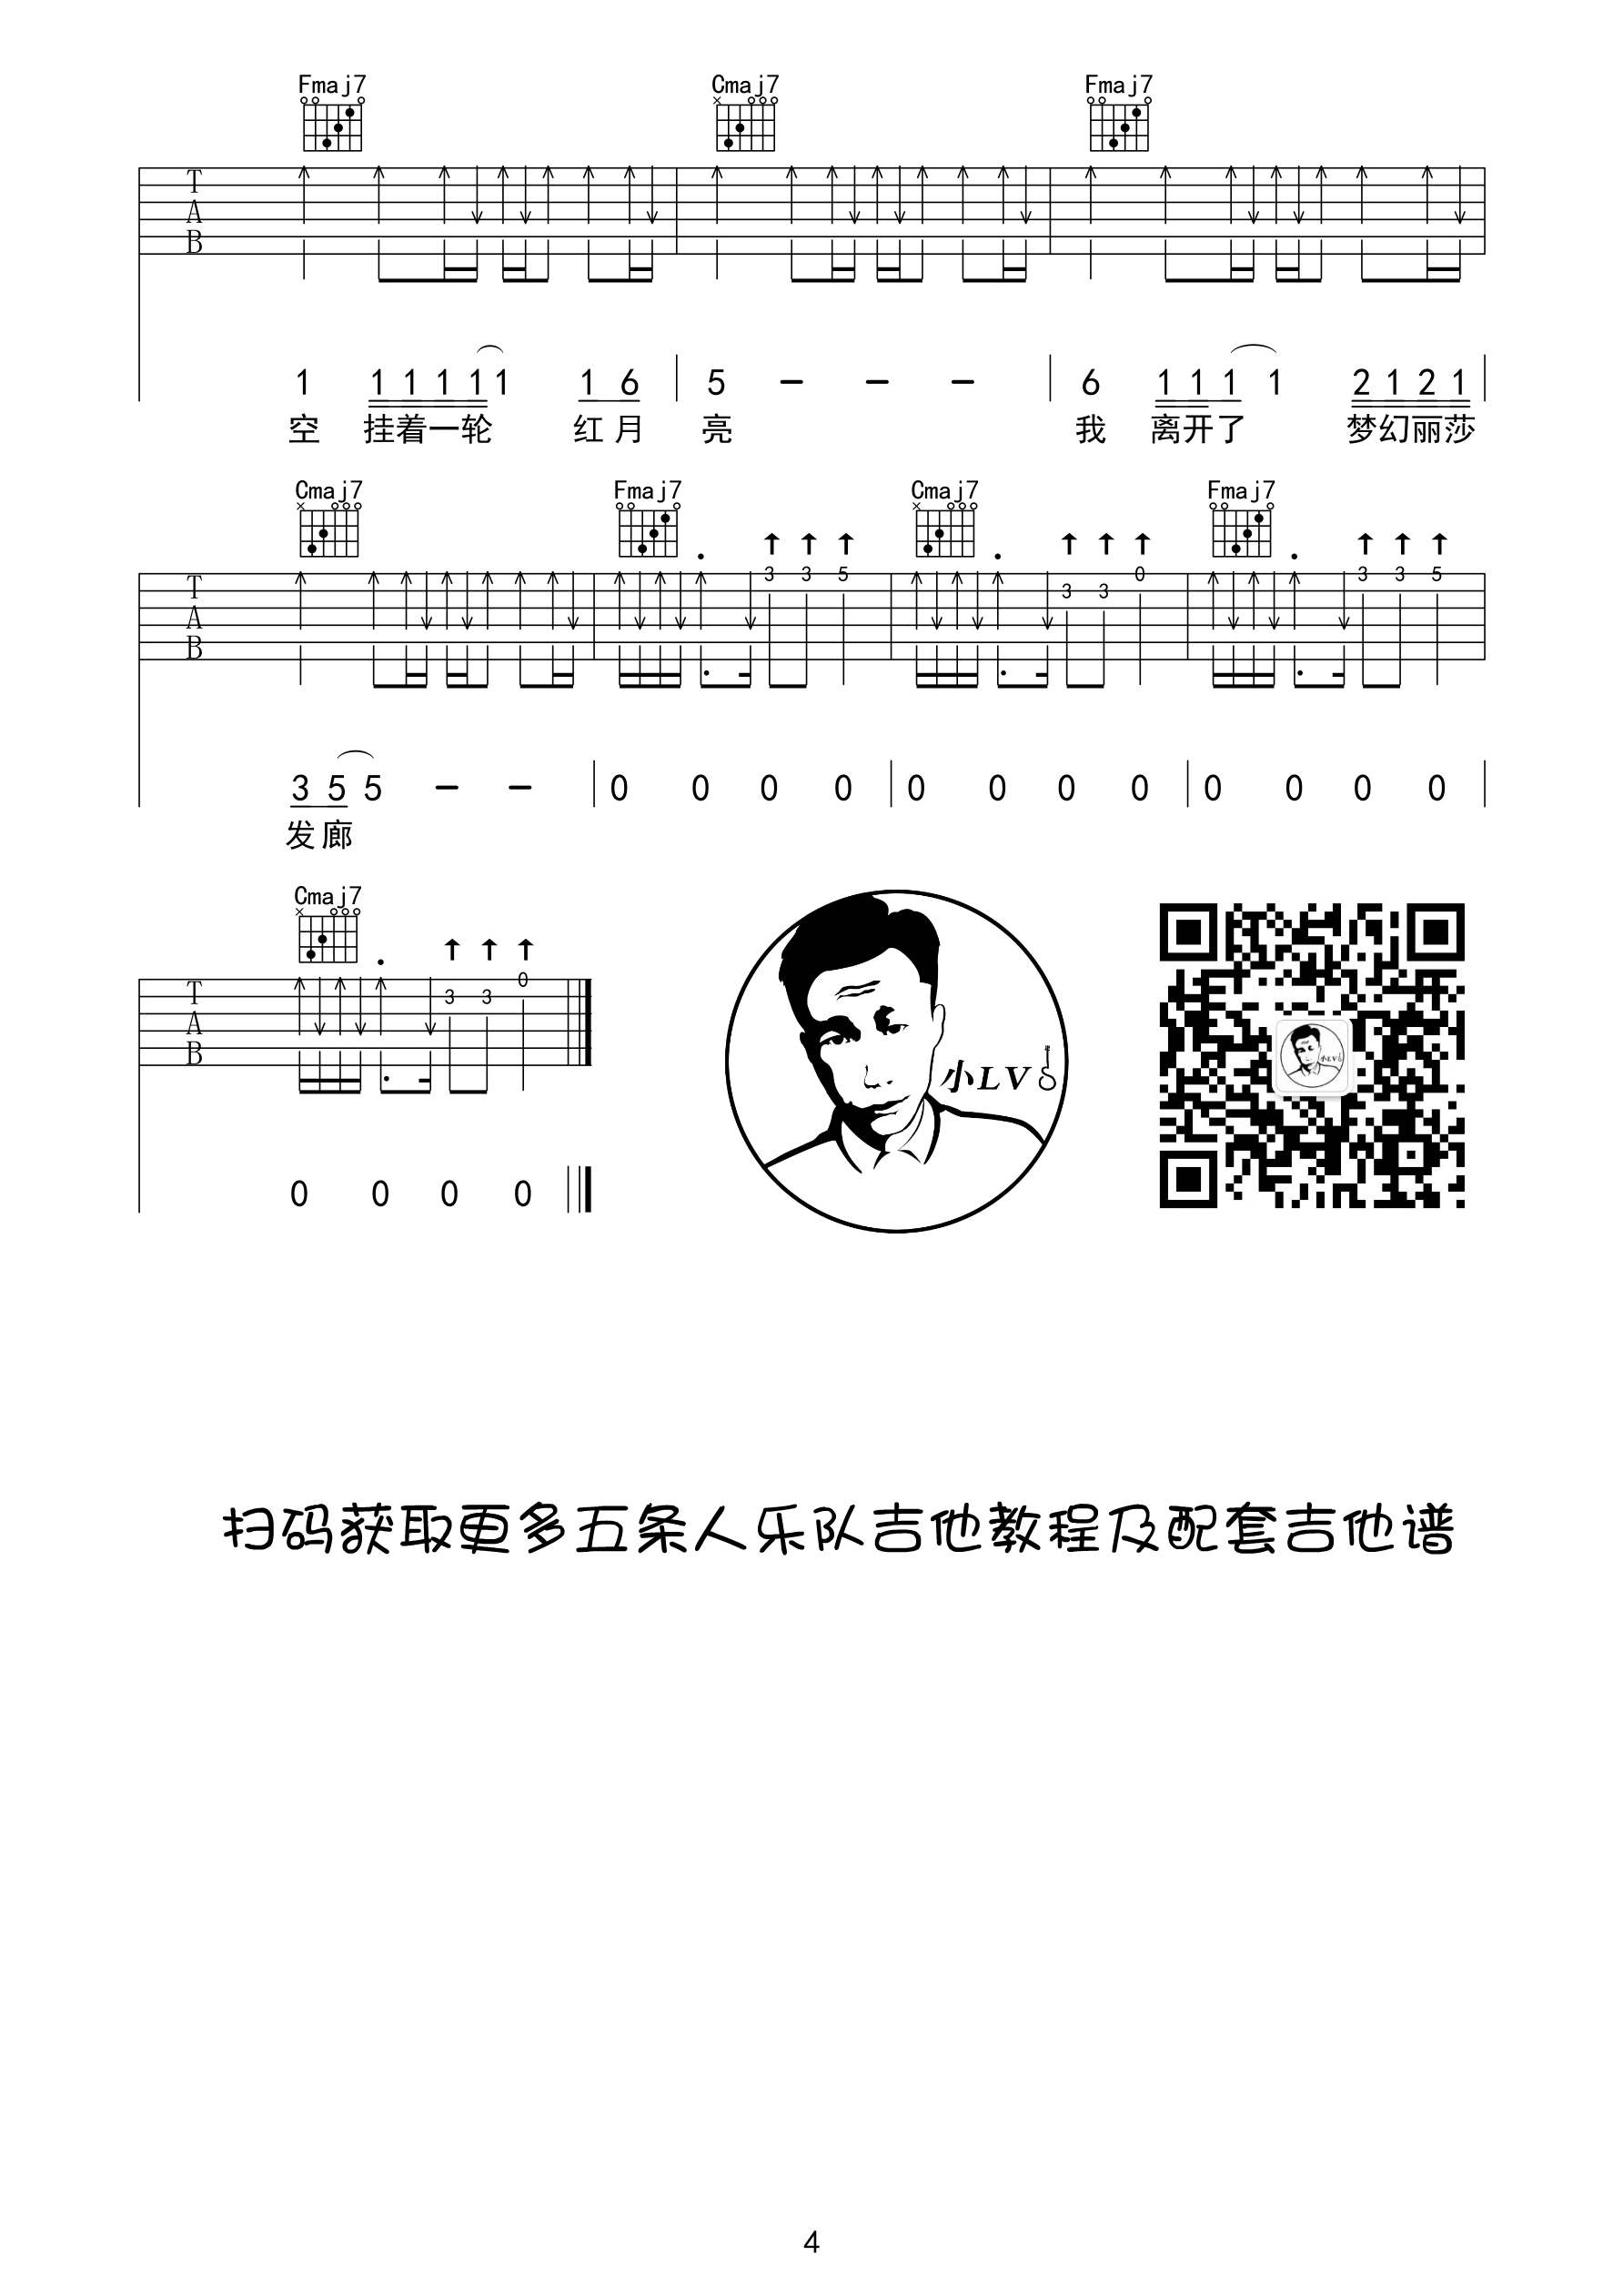 Fmaj7 Cmaj7 Fmaj7
T
A
B
1 1 1 1 1 1 1 6 5 - - - 6 1 1 1 1 2 1 2 1
空 挂着一轮 红月 亮 我 离开了 梦幻丽莎
Cmaj7 Fmaj7 Cmaj7 Fmaj7
3 3 5 3 3 0 3 3 5
T
A
B
3 5 5 - - 0 0 0 0 0 0 0 0 0 0 0 0
发廊
Cmaj7
3 3 0
T
A
B
小LV
0 0 0 0
扫码获取更多五条人乐队吉他教程及配套吉他谱
4